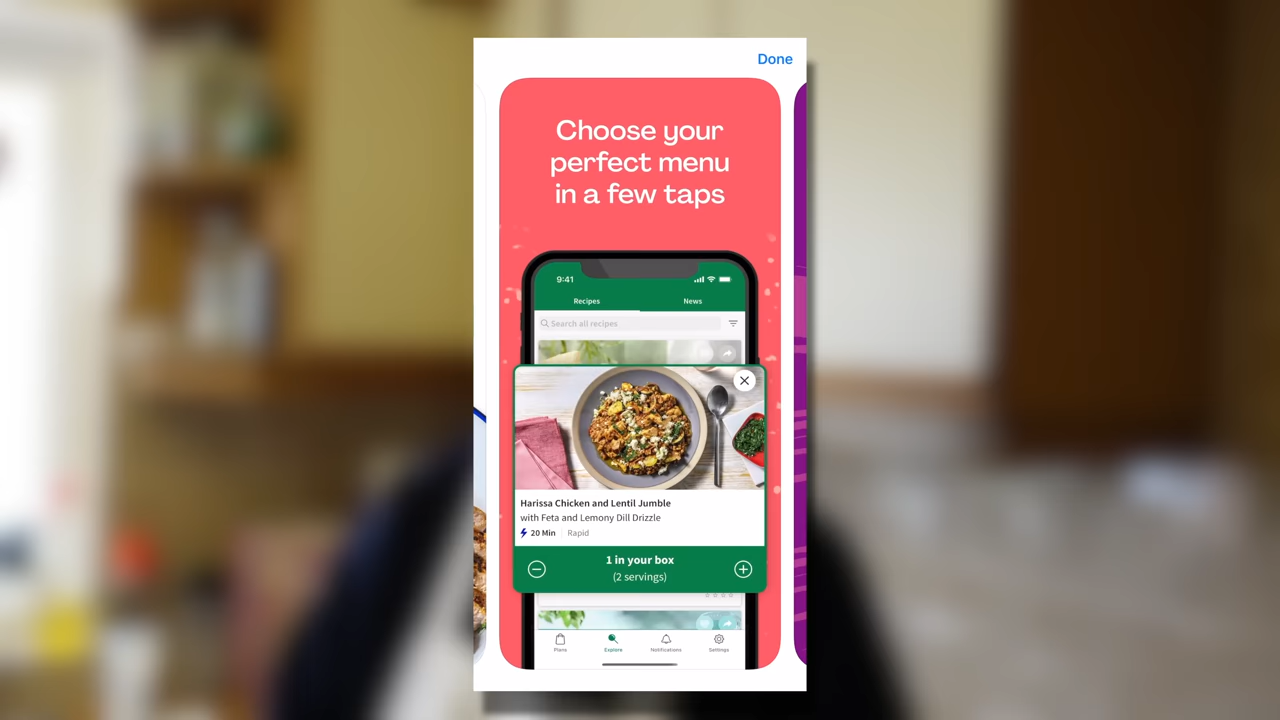 Done
Choose your
perfect menu
in a few taps
9:41
Recipes
News
Search all recipes
Harissa Chicken and Lentil Jumble
with Feta and Lemony Dill Drizzle
20 Min
Rapid
1 in your box
(2 servings)
Plans
Explore
Notifications
Settings